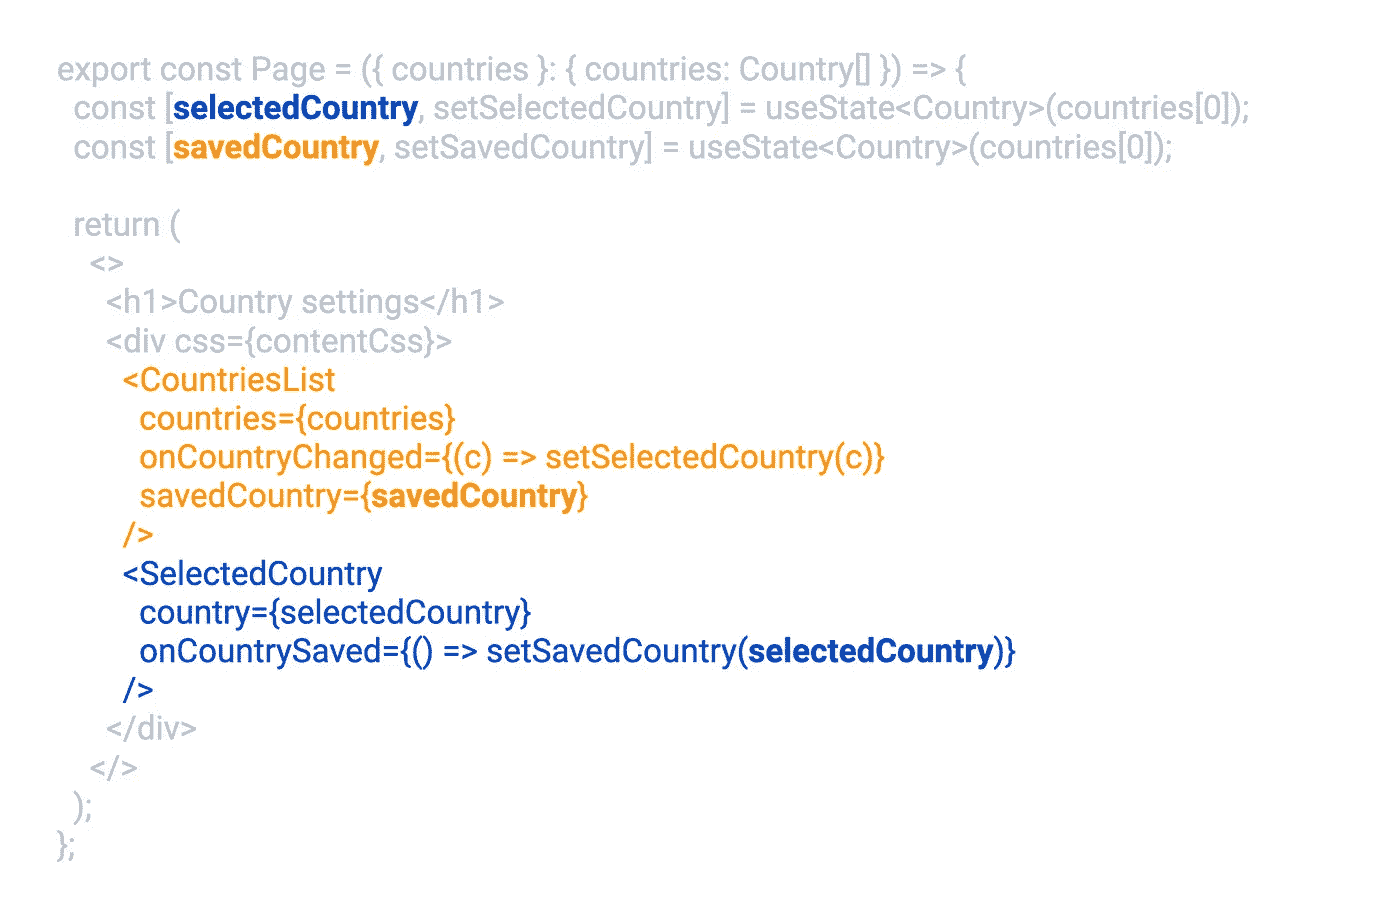 export const Page = ({ countries }: { countries: Country[] }) => {
const [selectedCountry, setSelectedCountry] = useState<Country>(countries[0]);
const [savedCountry, setSavedCountry] = useState<Country>(countries[0]);
return (
<>
<h1>Country settings</h1>
<div css={contentCss}>
<CountriesList
countries={countries}
onCountryChanged={(c) => setSelectedCountry(c)}
savedCountry={savedCountry}
/>
<SelectedCountry
country={selectedCountry}
onCountrySaved={() => setSavedCountry(selectedCountry)}
/>
</div>
</>
);
};